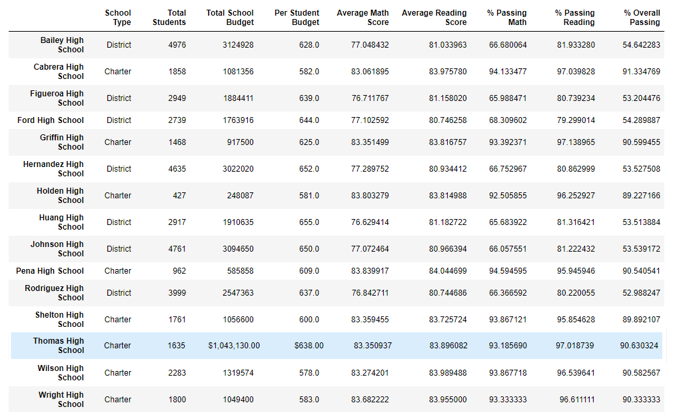 School Type Total Students Total School Budget Per Student Budget Average Math Score Average Reading Score % Passing Math % Passing Reading % Overall Passing
Bailey High School District 4976 3124928 628.0 77.048432 81.033963 66.680064 81.933280 54.642283
Cabrera High School Charter 1858 1081356 582.0 83.061895 83.975780 94.133477 97.039828 91.334769
Figueroa High School District 2949 1884411 639.0 76.711767 81.158020 65.988471 80.739234 53.204476
Ford High School District 2739 1763916 644.0 77.102592 80.746258 68.309602 79.299014 54.289887
Griffin High School Charter 1468 917500 625.0 83.351499 83.816757 93.392371 97.138965 90.599455
Hernandez High School District 4635 3022020 652.0 77.289752 80.934412 66.752967 80.862999 53.527508
Holden High School Charter 427 248087 581.0 83.803279 83.814988 92.505855 96.252927 89.227166
Huang High School District 2917 1910635 655.0 76.629414 81.182722 65.683922 81.316421 53.513884
Johnson High School District 4761 3094650 650.0 77.072464 80.966394 66.057551 81.222432 53.539172
Pena High School Charter 962 585858 609.0 83.839917 84.044699 94.594595 95.945946 90.540541
Rodriguez High School District 3999 2547363 637.0 76.842711 80.744686 66.366592 80.220055 52.988247
Shelton High School Charter 1761 1056600 600.0 83.359455 83.725724 93.867121 95.854628 89.892107
Thomas High School Charter 1635 $1,043,130.00 $638.00 83.350937 83.896082 93.185690 97.018739 90.630324
Wilson High School Charter 2283 1319574 578.0 83.274201 83.989488 93.867718 96.539641 90.582567
Wright High School Charter 1800 1049400 583.0 83.682222 83.955000 93.333333 96.611111 90.333333